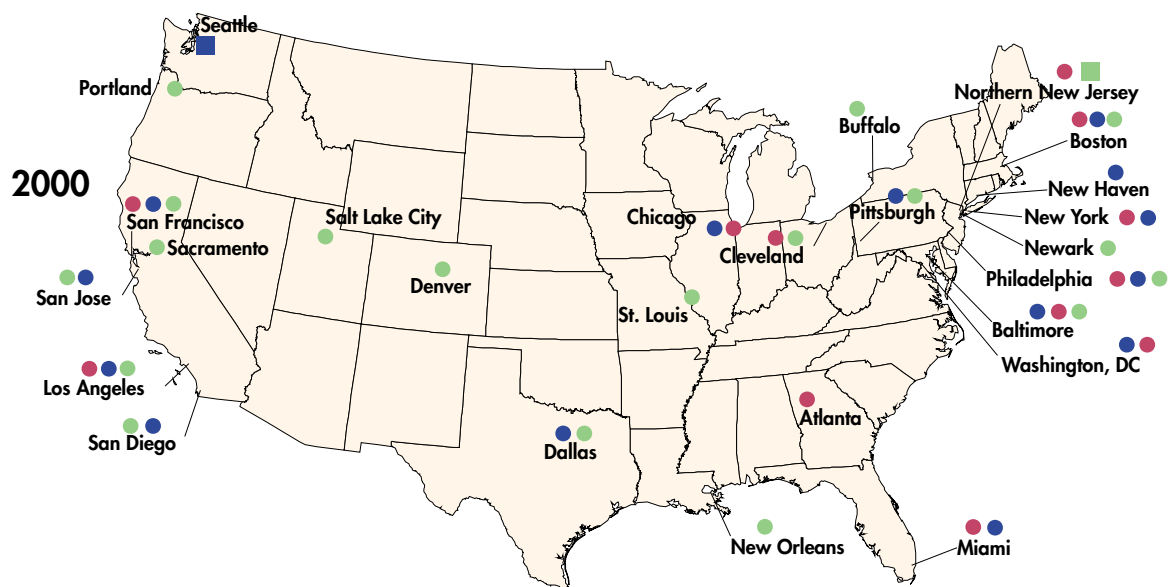 Seattle
Portland
Northern New Jersey
Buffalo
Boston
2000
New Haven
Chicago
Pittsburgh
New York
San Francisco
Salt Lake City
Sacramento
Cleveland
Newark
Denver
Philadelphia
San Jose
St. Louis
Baltimore
Washington, DC
Los Angeles
Atlanta
San Diego
Dallas
New Orleans
Miami